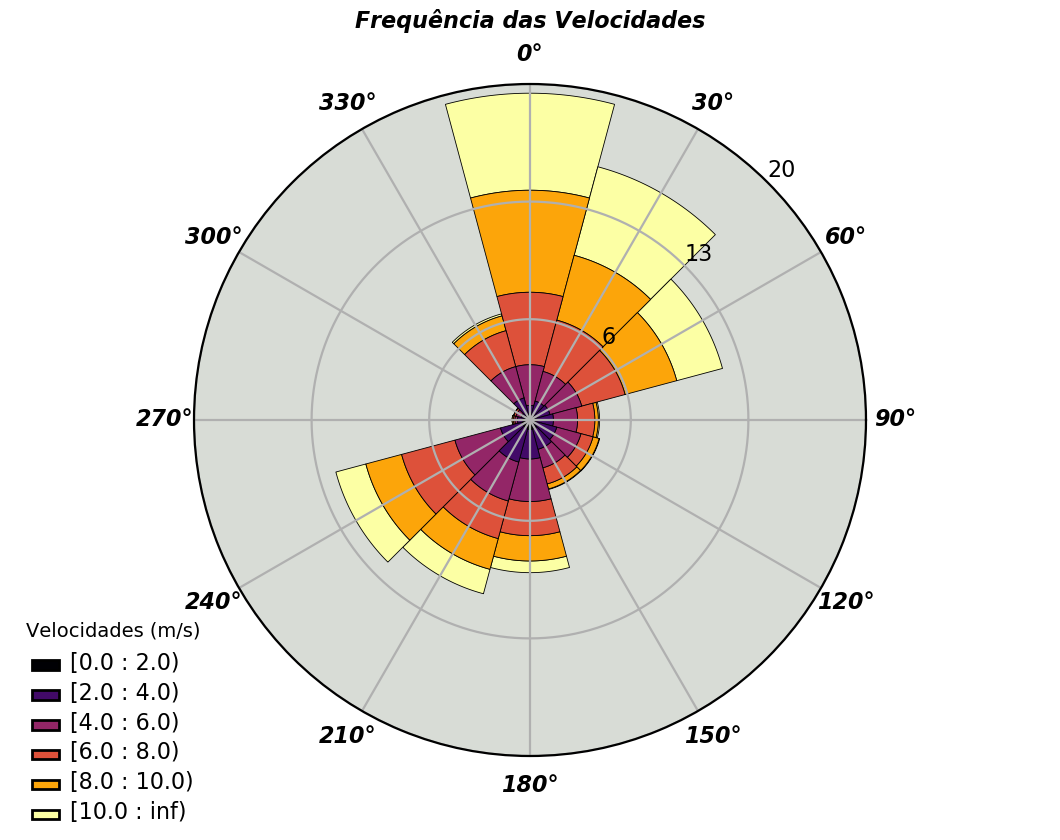 Frequência das Velocidades
0°
330°
30°
20
300°
60°
13
6
270°
90°
240°
120°
210°
150°
180°
Velocidades (m/s)
[0.0 : 2.0)
[2.0 : 4.0)
[4.0 : 6.0)
[6.0 : 8.0)
[8.0 : 10.0)
[10.0 : inf)